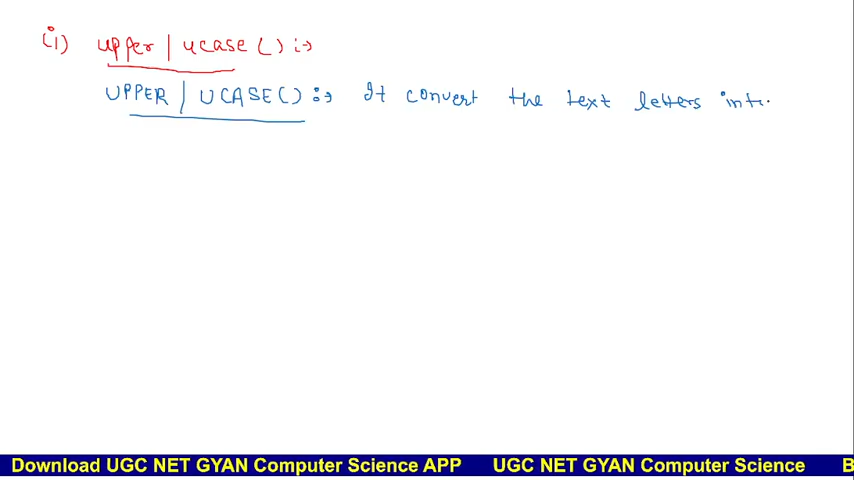 (i) upper | ucase () :->
UPPER | UCASE() :-> It convert the text letters int
Download UGC NET GYAN Computer Science APP UGC NET GYAN Computer Science B